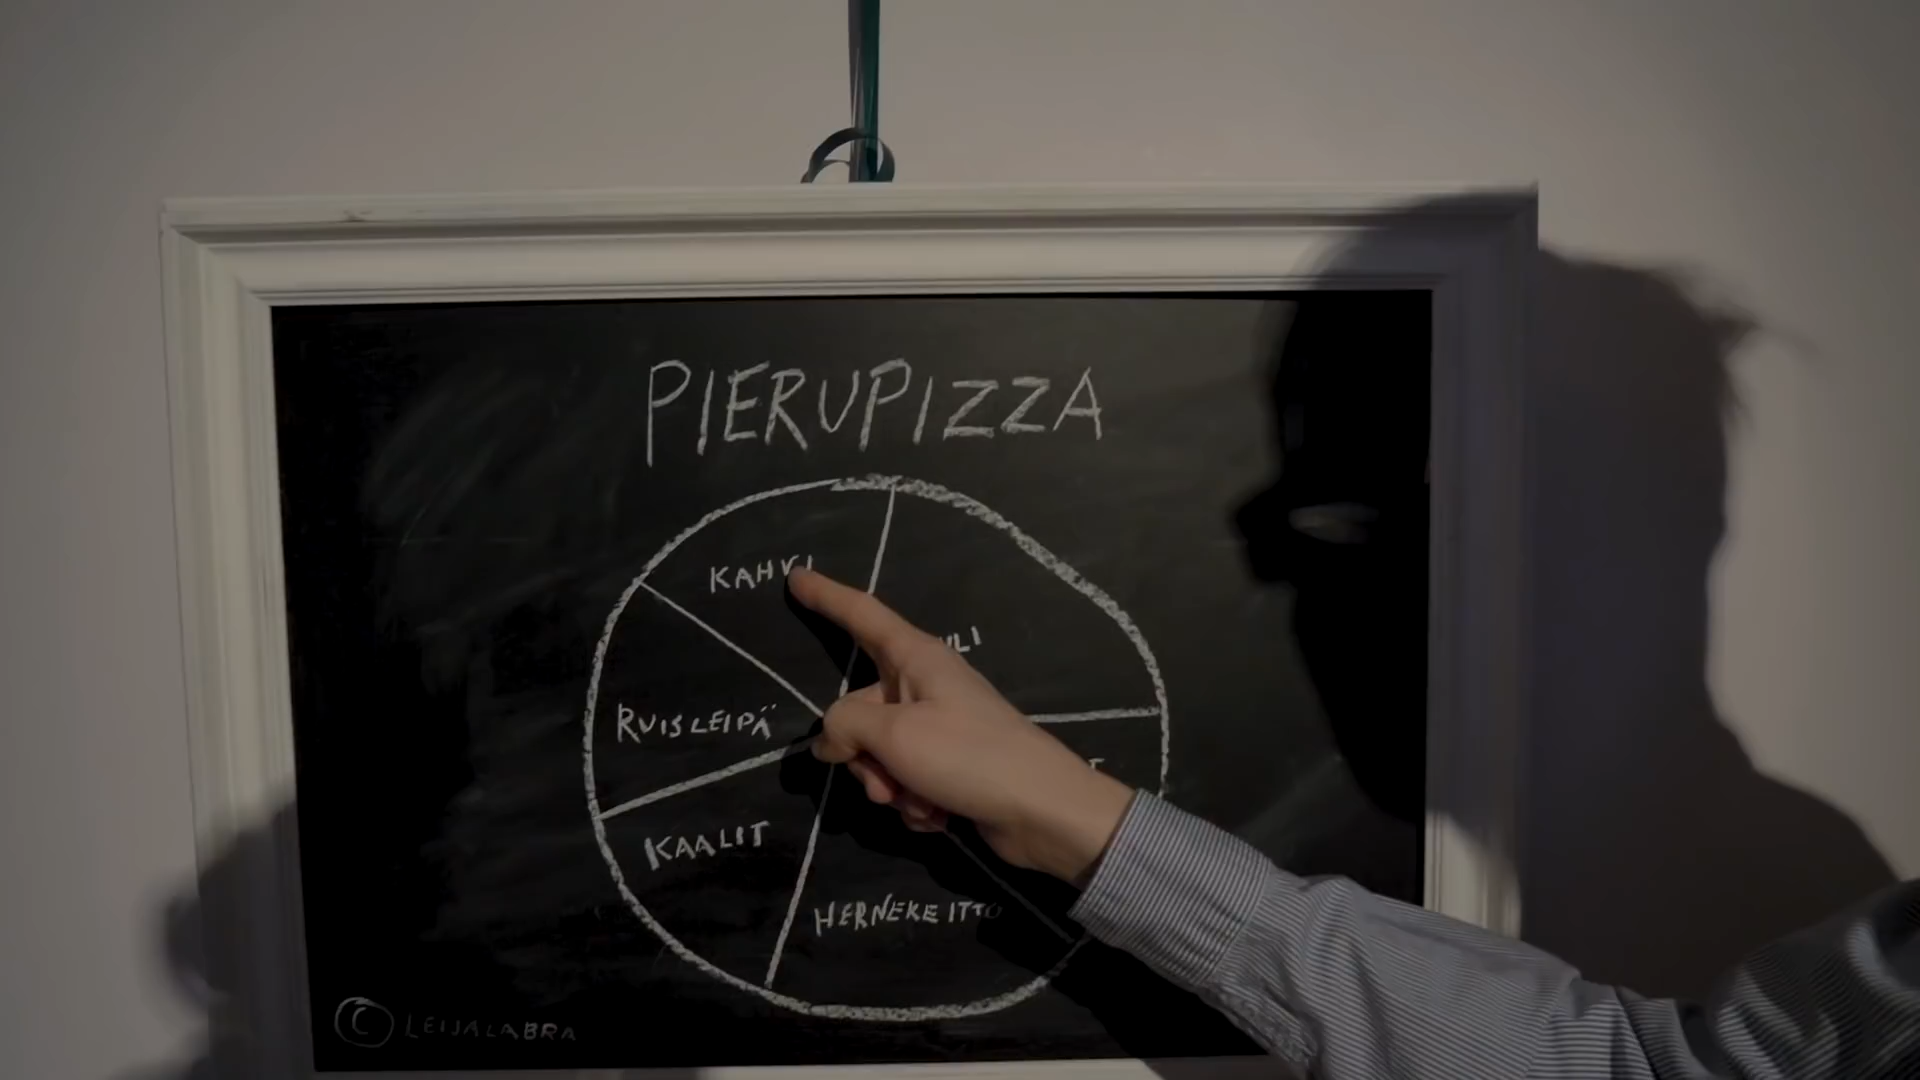 PIERUPIZZA
KAHVI
RUISLEIPÄ
KAALIT
HERNEKEITTO
© LEIJALABRA